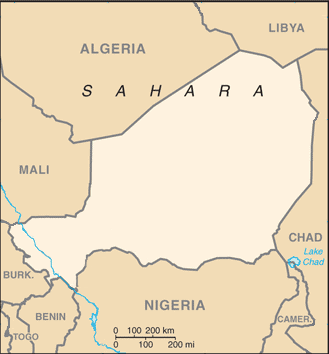 LIBYA
ALGERIA
SAHARA
MALI
CHAD
Lake
Chad
BURK.
NIGERIA
BENIN
CAMER.
TOGO
0 100 200 km
0 100 200 mi